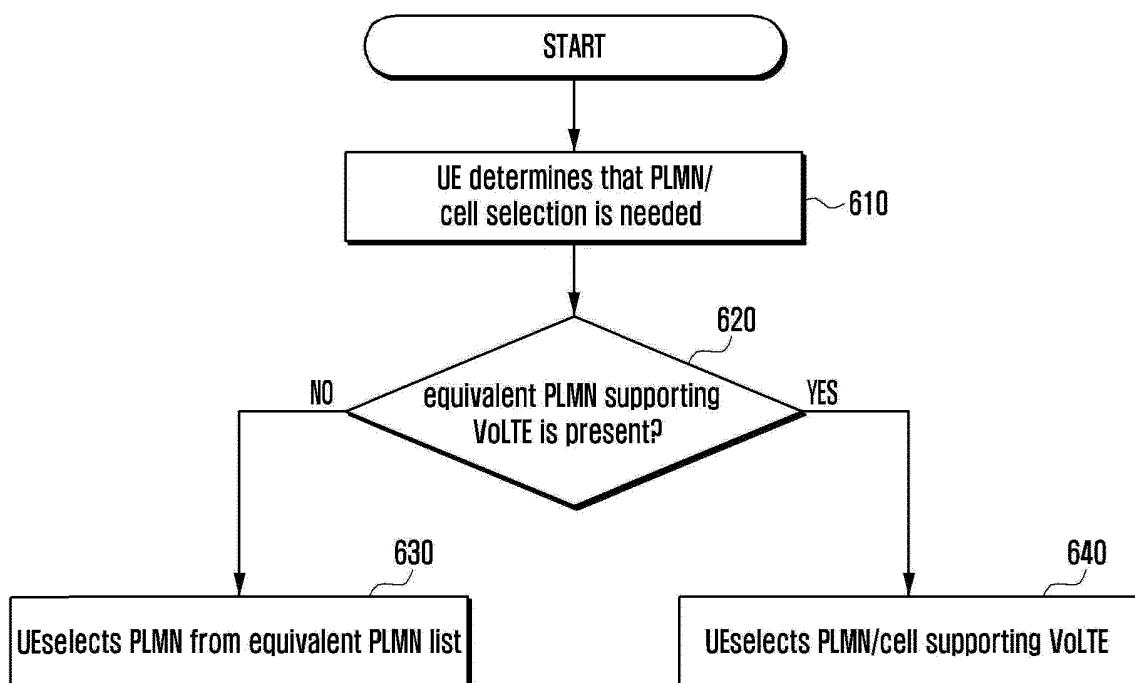 START
UE determines that PLMN/
cell selection is needed
610
620
NO
equivalent PLMN supporting
VoLTE is present?
YES
630
640
UEselects PLMN from equivalent PLMN list
UEselects PLMN/cell supporting VoLTE